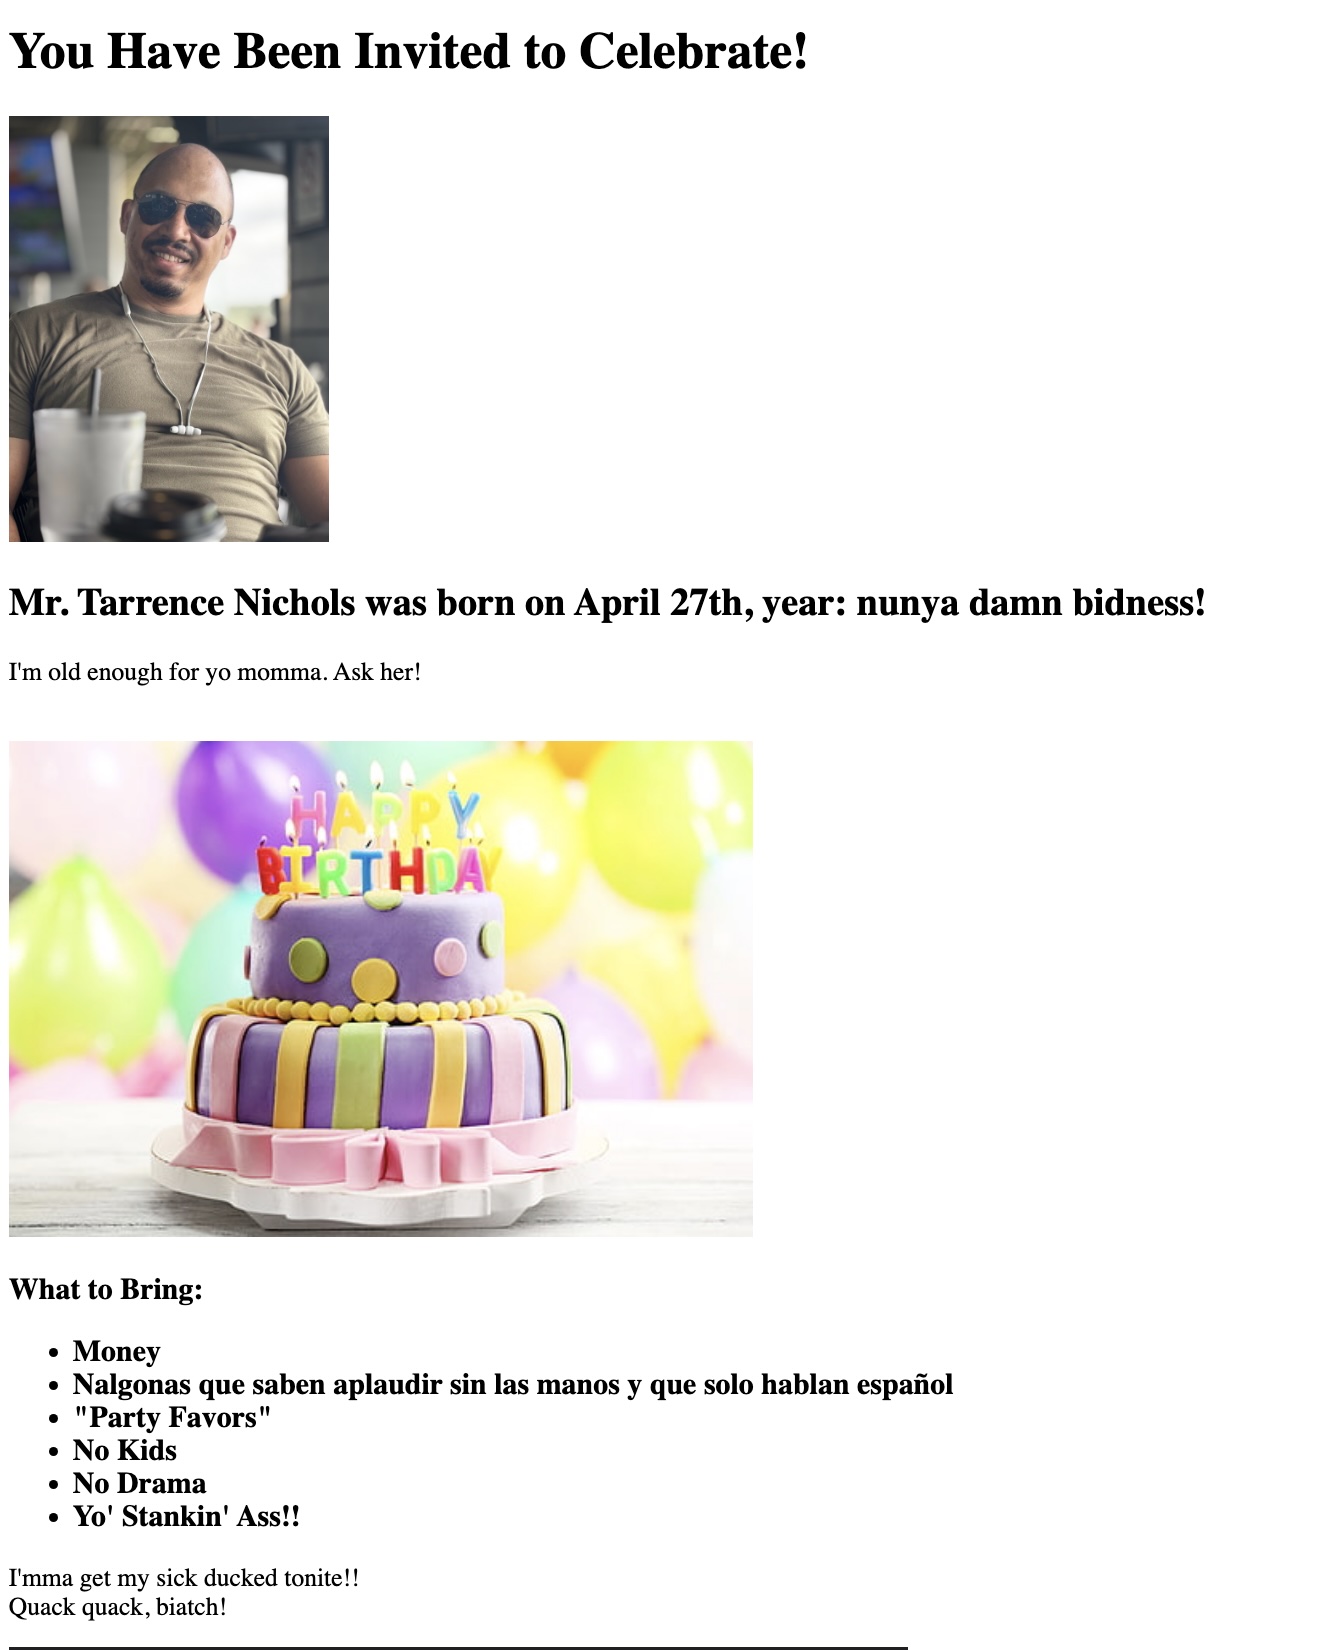 You Have Been Invited to Celebrate!
Mr. Tarrence Nichols was born on April 27th, year: nunya damn bidness!
I'm old enough for yo momma. Ask her!
HAPPY
BIRTHDAY
What to Bring:
Money
Nalgonas que saben aplaudir sin las manos y que solo hablan español
"Party Favors"
No Kids
No Drama
Yo' Stankin' Ass!!
I'mma get my sick ducked tonite!!
Quack quack, biatch!